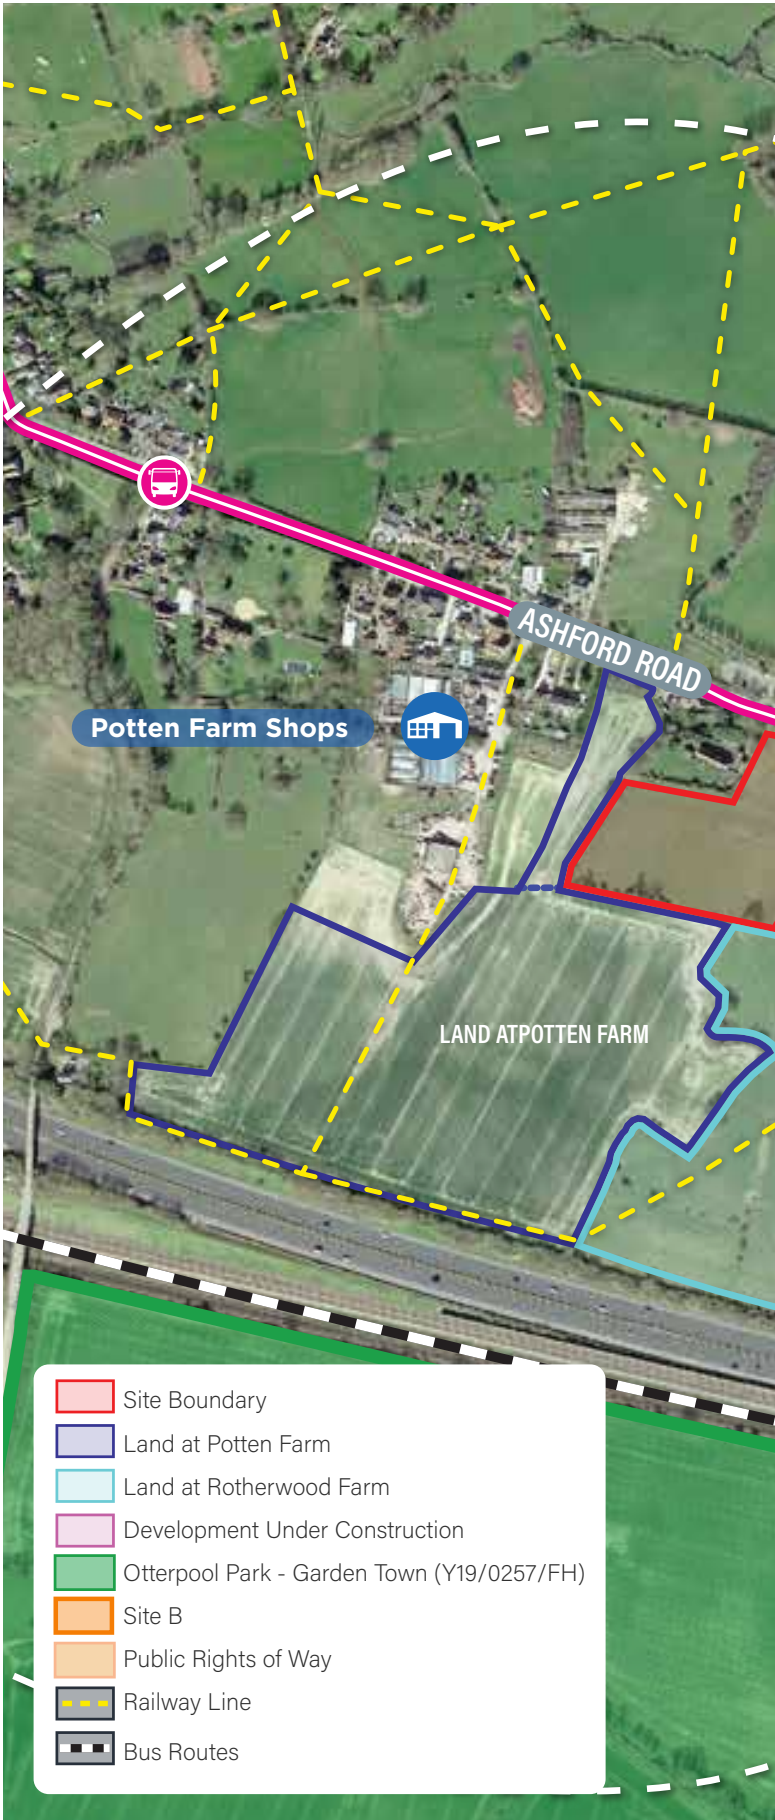 ASHFORD ROAD
Potten Farm Shops
LAND ATPOTTEN FARM
Site Boundary
Land at Potten Farm
Land at Rotherwood Farm
Development Under Construction
Otterpool Park - Garden Town (Y19/0257/FH)
Site B
Public Rights of Way
Railway Line
Bus Routes